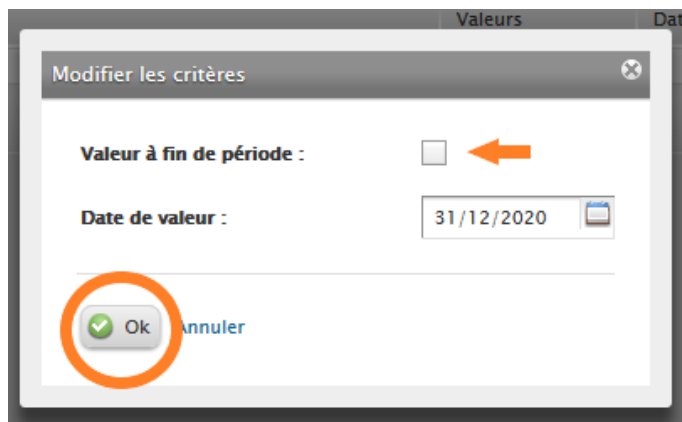 Valeurs Dat
Modifier les critères
Valeur à fin de période :
Date de valeur : 31/12/2020
Ok Annuler